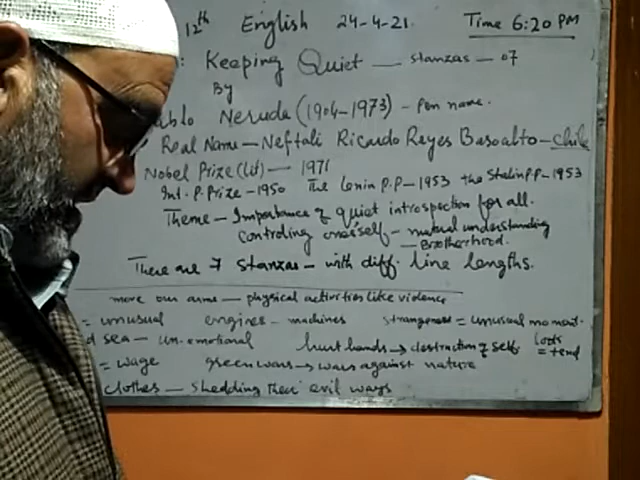 12th English 24-4-21. Time 6:20 PM
: Keeping Quiet — Stanzas — 07
By
ablo Neruda (1904-1973) - Pen name.
Real Name - Neftali Ricardo Reyes Basoalto - Chile
Nobel Prize (Lit) — 1971
Int. P. Prize - 1950 The Lenin P.P - 1953 the Stalin P.P - 1953
Theme - Importance of quiet introspection for all.
Controling one's self - mutual understanding
— Brotherhood.
There are 7 Stanzas - with diff. line lengths.
move our arms — physical activities like violence
= unusual engines - machines strangeness = unusual moment.
d sea - un-emotional hurt hands → destruction of self
= wage green wars → wars against nature = tend
clothes — shedding their evil ways